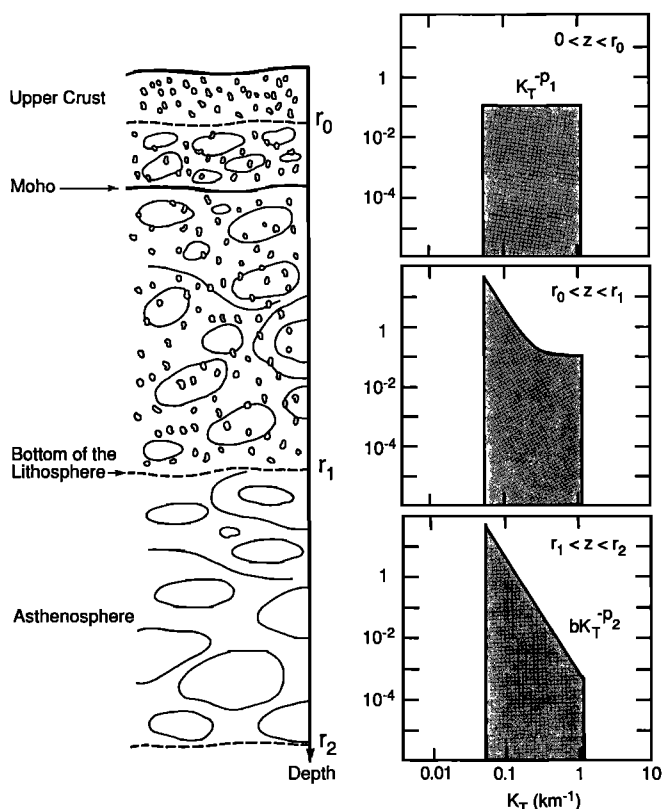 Upper Crust
r0
Moho
Bottom of the
Lithosphere
r1
Asthenosphere
r2
Depth
0 < z < r0
KT^-p1
1
10^-2
10^-4
r0 < z < r1
1
10^-2
10^-4
r1 < z < r2
bKT^-p2
1
10^-2
10^-4
0.01 0.1 1 10
KT (km^-1)